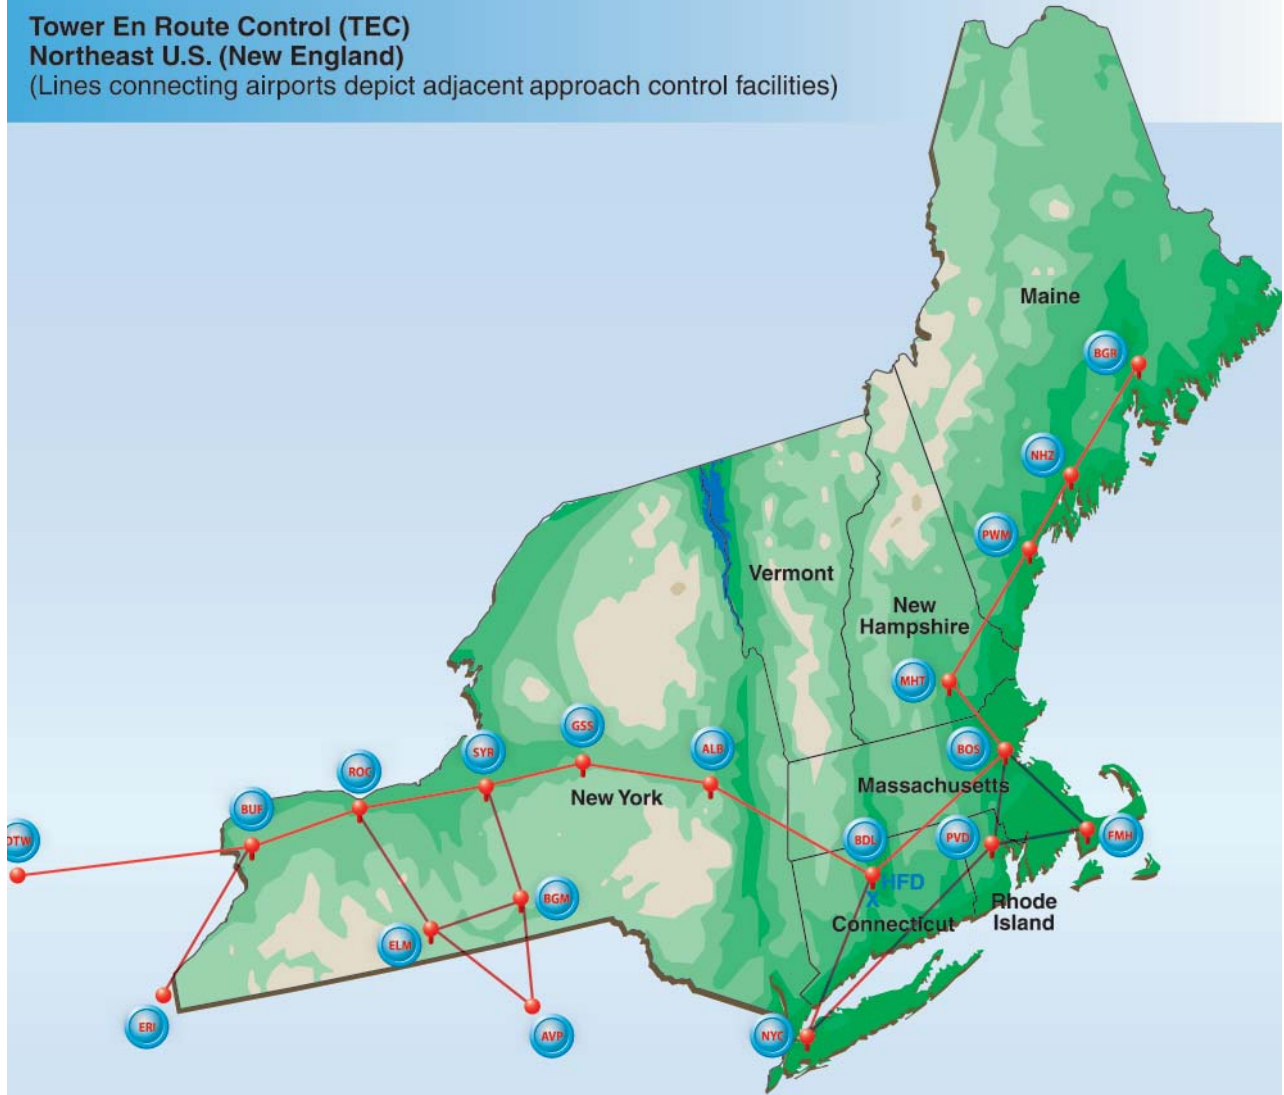 Tower En Route Control (TEC)
Northeast U.S. (New England)
(Lines connecting airports depict adjacent approach control facilities)
Maine
BGR
NHZ
PWM
Vermont
New
Hampshire
MHT
GSS
ALB
SYR
BOS
ROC
Massachusetts
New York
BUF
DTW
BDL
PVD
FMH
HFD
X
BGM
Rhode
Island
Connecticut
ELM
ERI
AVP
NYC